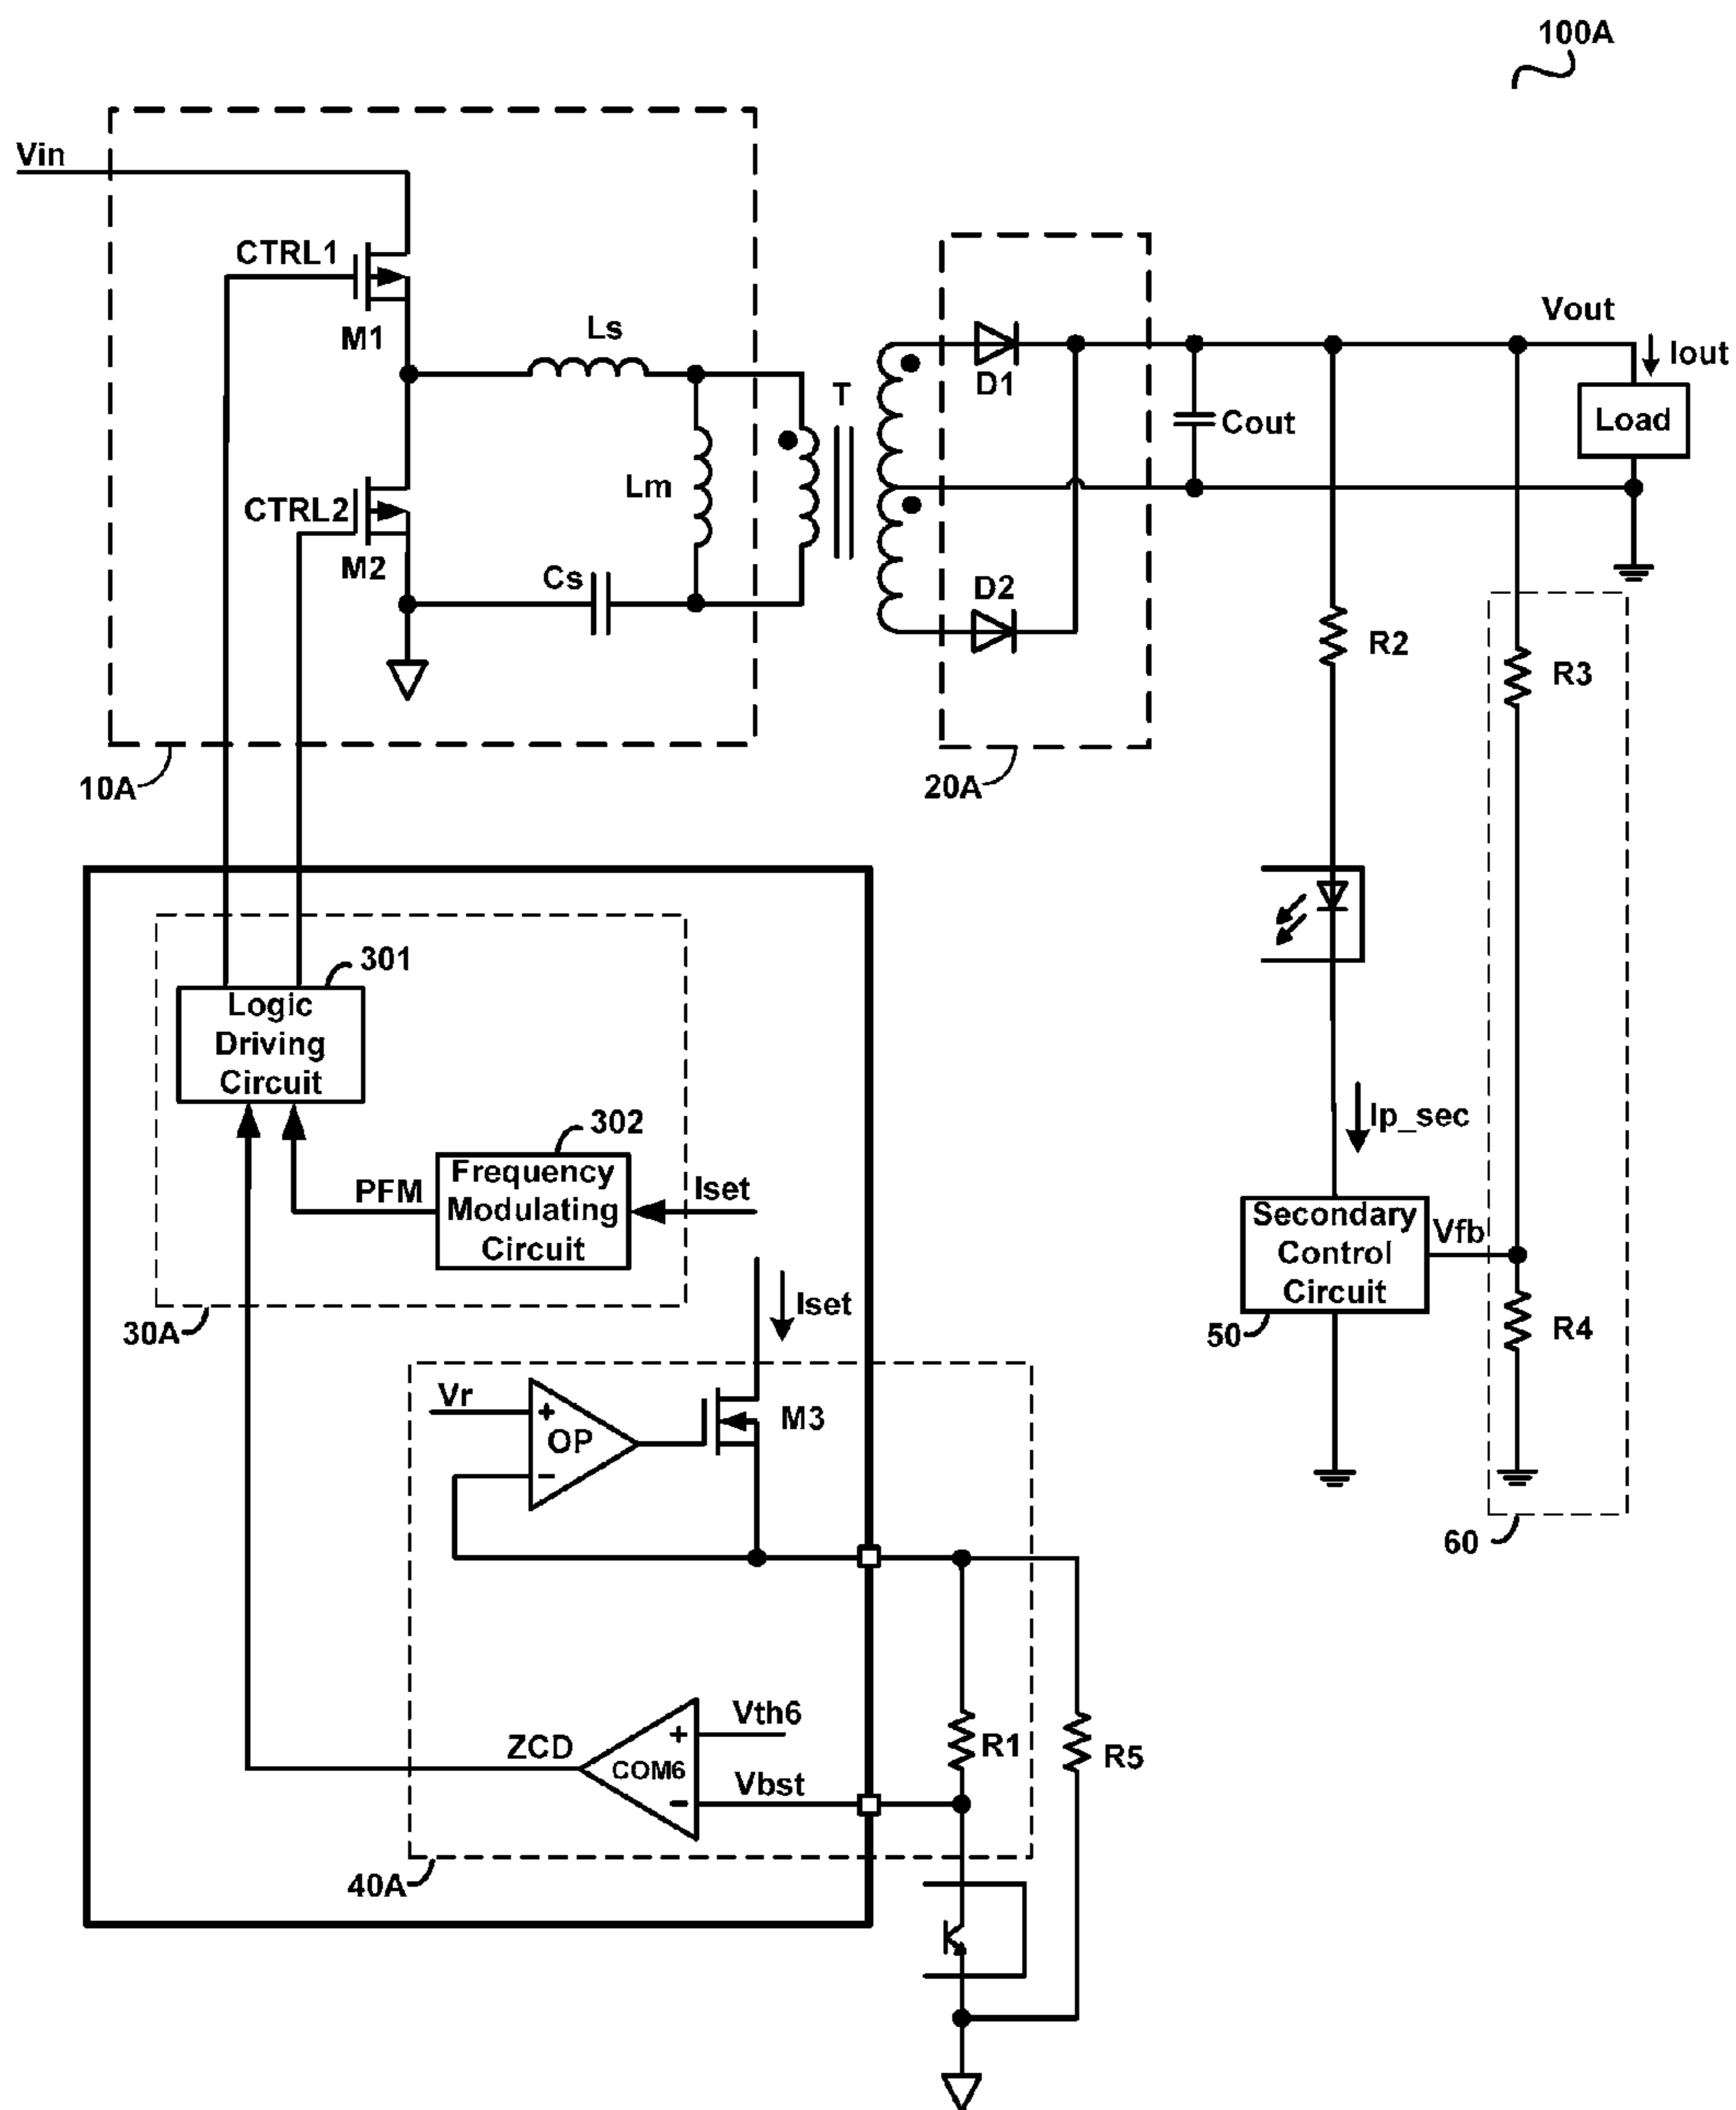 100A
Vin
CTRL1
M1
Ls
T
D1
Vout
Iout
Load
Cout
Lm
CTRL2
M2
Cs
D2
R2
R3
10A
20A
301
Logic
Driving
Circuit
302
Frequency
Modulating
Circuit
PFM
Iset
Ip_sec
Secondary
Control
Circuit
Vfb
Iset
30A
50
R4
Vr
+
OP
−
M3
60
Vth6
+
ZCD
COM6
R1
R5
Vbst
−
40A